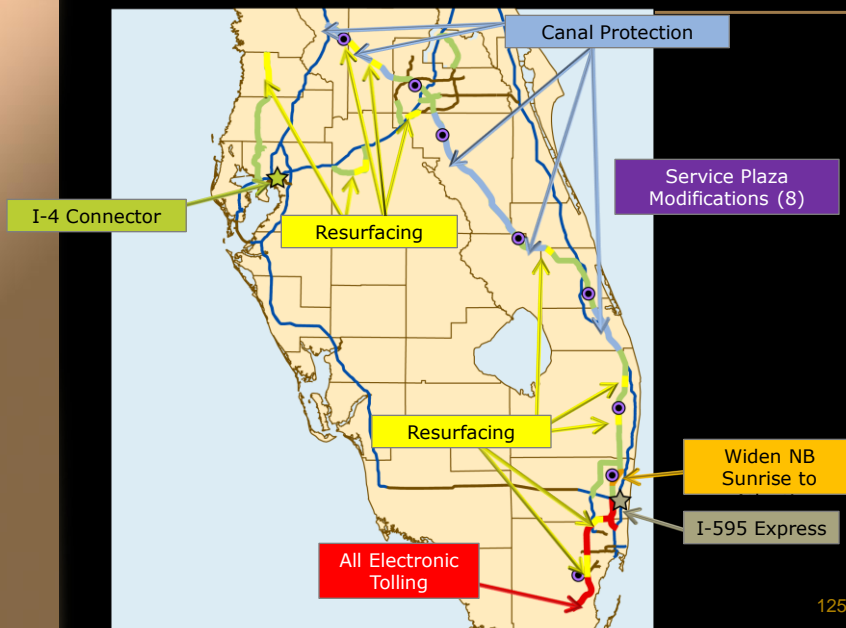 Canal Protection
Service Plaza
Modifications (8)
I-4 Connector
Resurfacing
Resurfacing
Widen NB
Sunrise to
I-595 Express
All Electronic
Tolling
125